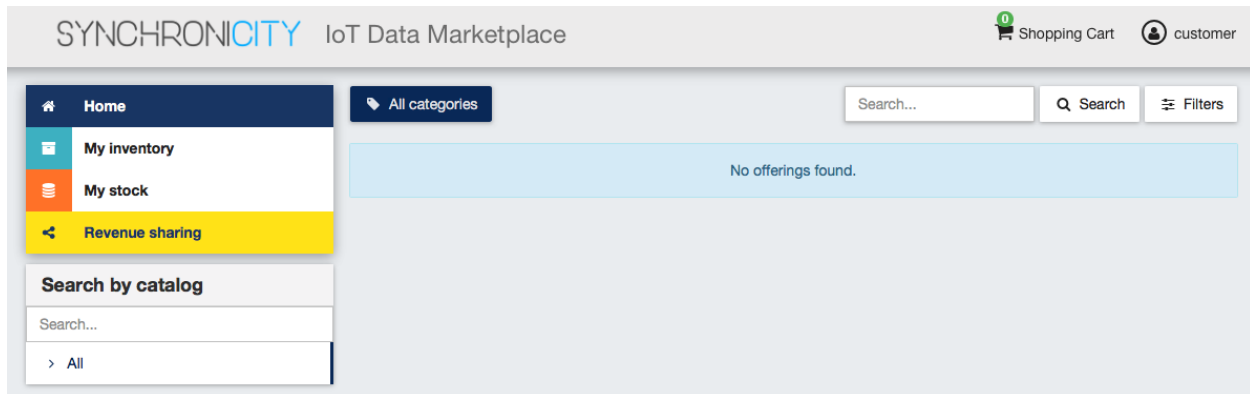 SYNCHRONICITY IoT Data Marketplace
0
Shopping Cart
customer
Home
My inventory
My stock
Revenue sharing
Search by catalog
Search...
All
All categories
Search...
Search
Filters
No offerings found.